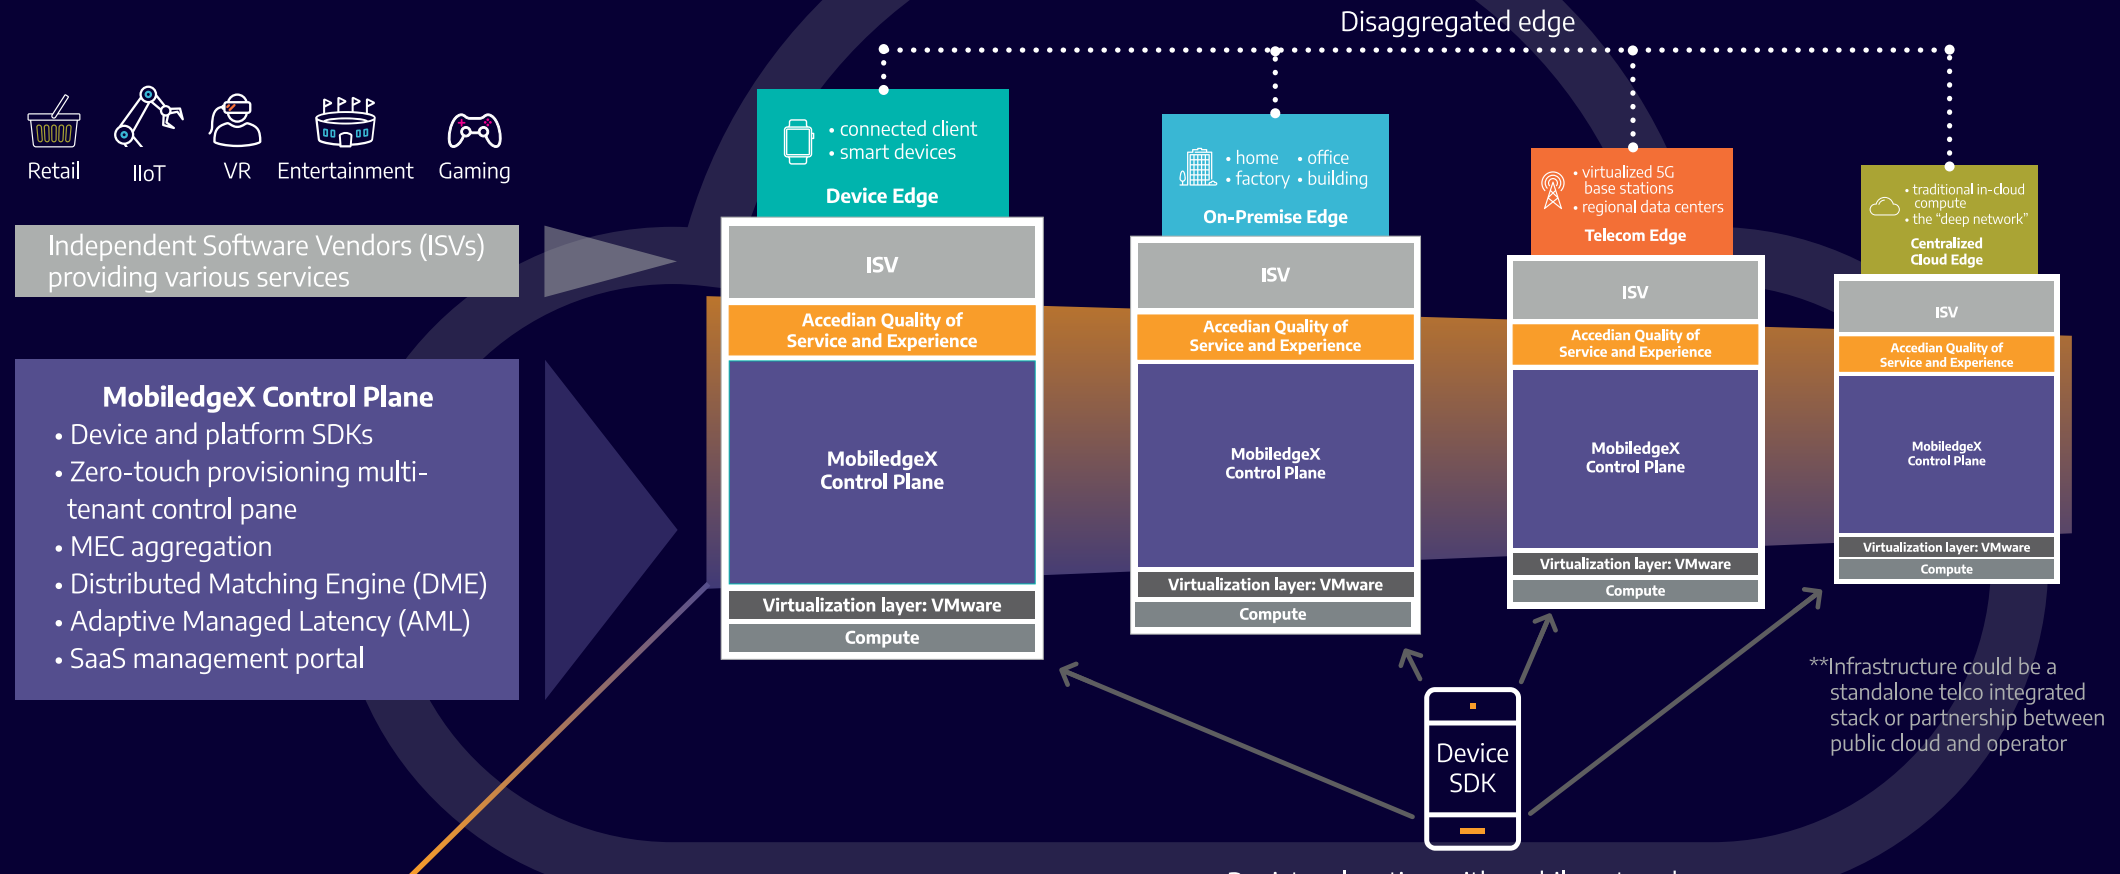 Disaggregated edge
Retail
IIoT
VR
Entertainment
Gaming
Independent Software Vendors (ISVs)
providing various services
MobiledgeX Control Plane
• Device and platform SDKs
• Zero-touch provisioning multi-
tenant control pane
• MEC aggregation
• Distributed Matching Engine (DME)
• Adaptive Managed Latency (AML)
• SaaS management portal
• connected client
• smart devices
Device Edge
ISV
Accedian Quality of
Service and Experience
MobiledgeX
Control Plane
Virtualization layer: VMware
Compute
• home • office
• factory • building
On-Premise Edge
ISV
Accedian Quality of
Service and Experience
MobiledgeX
Control Plane
Virtualization layer: VMware
Compute
• virtualized 5G
base stations
• regional data centers
Telecom Edge
ISV
Accedian Quality of
Service and Experience
MobiledgeX
Control Plane
Virtualization layer: VMware
Compute
• traditional in-cloud
compute
• the “deep network”
Centralized
Cloud Edge
ISV
Accedian Quality of
Service and Experience
MobiledgeX
Control Plane
Virtualization layer: VMware
Compute
Device
SDK
**Infrastructure could be a
standalone telco integrated
stack or partnership between
public cloud and operator